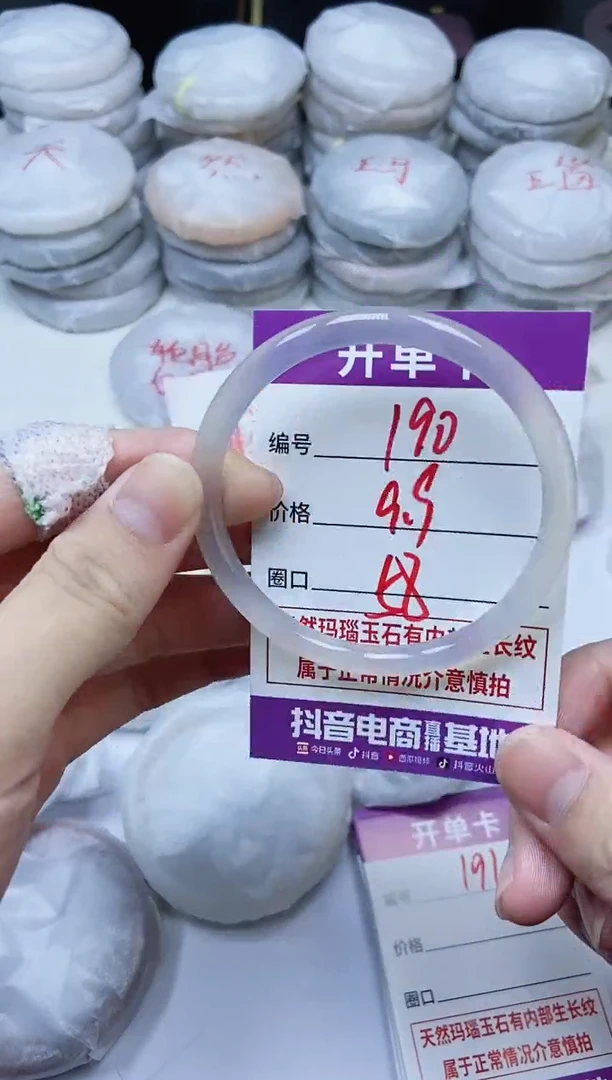 天
然
玛
瑙
开单卡
编号 190
价格 9.9
圈口 58
然玛瑙玉石有内部生长纹
属于正常情况介意慎拍
抖音电商直播基地
今日头条 抖音 西瓜视频 抖音火山
开单卡
编号 191
价格
圈口
天然玛瑙玉石有内部生长纹
属于正常情况介意慎拍